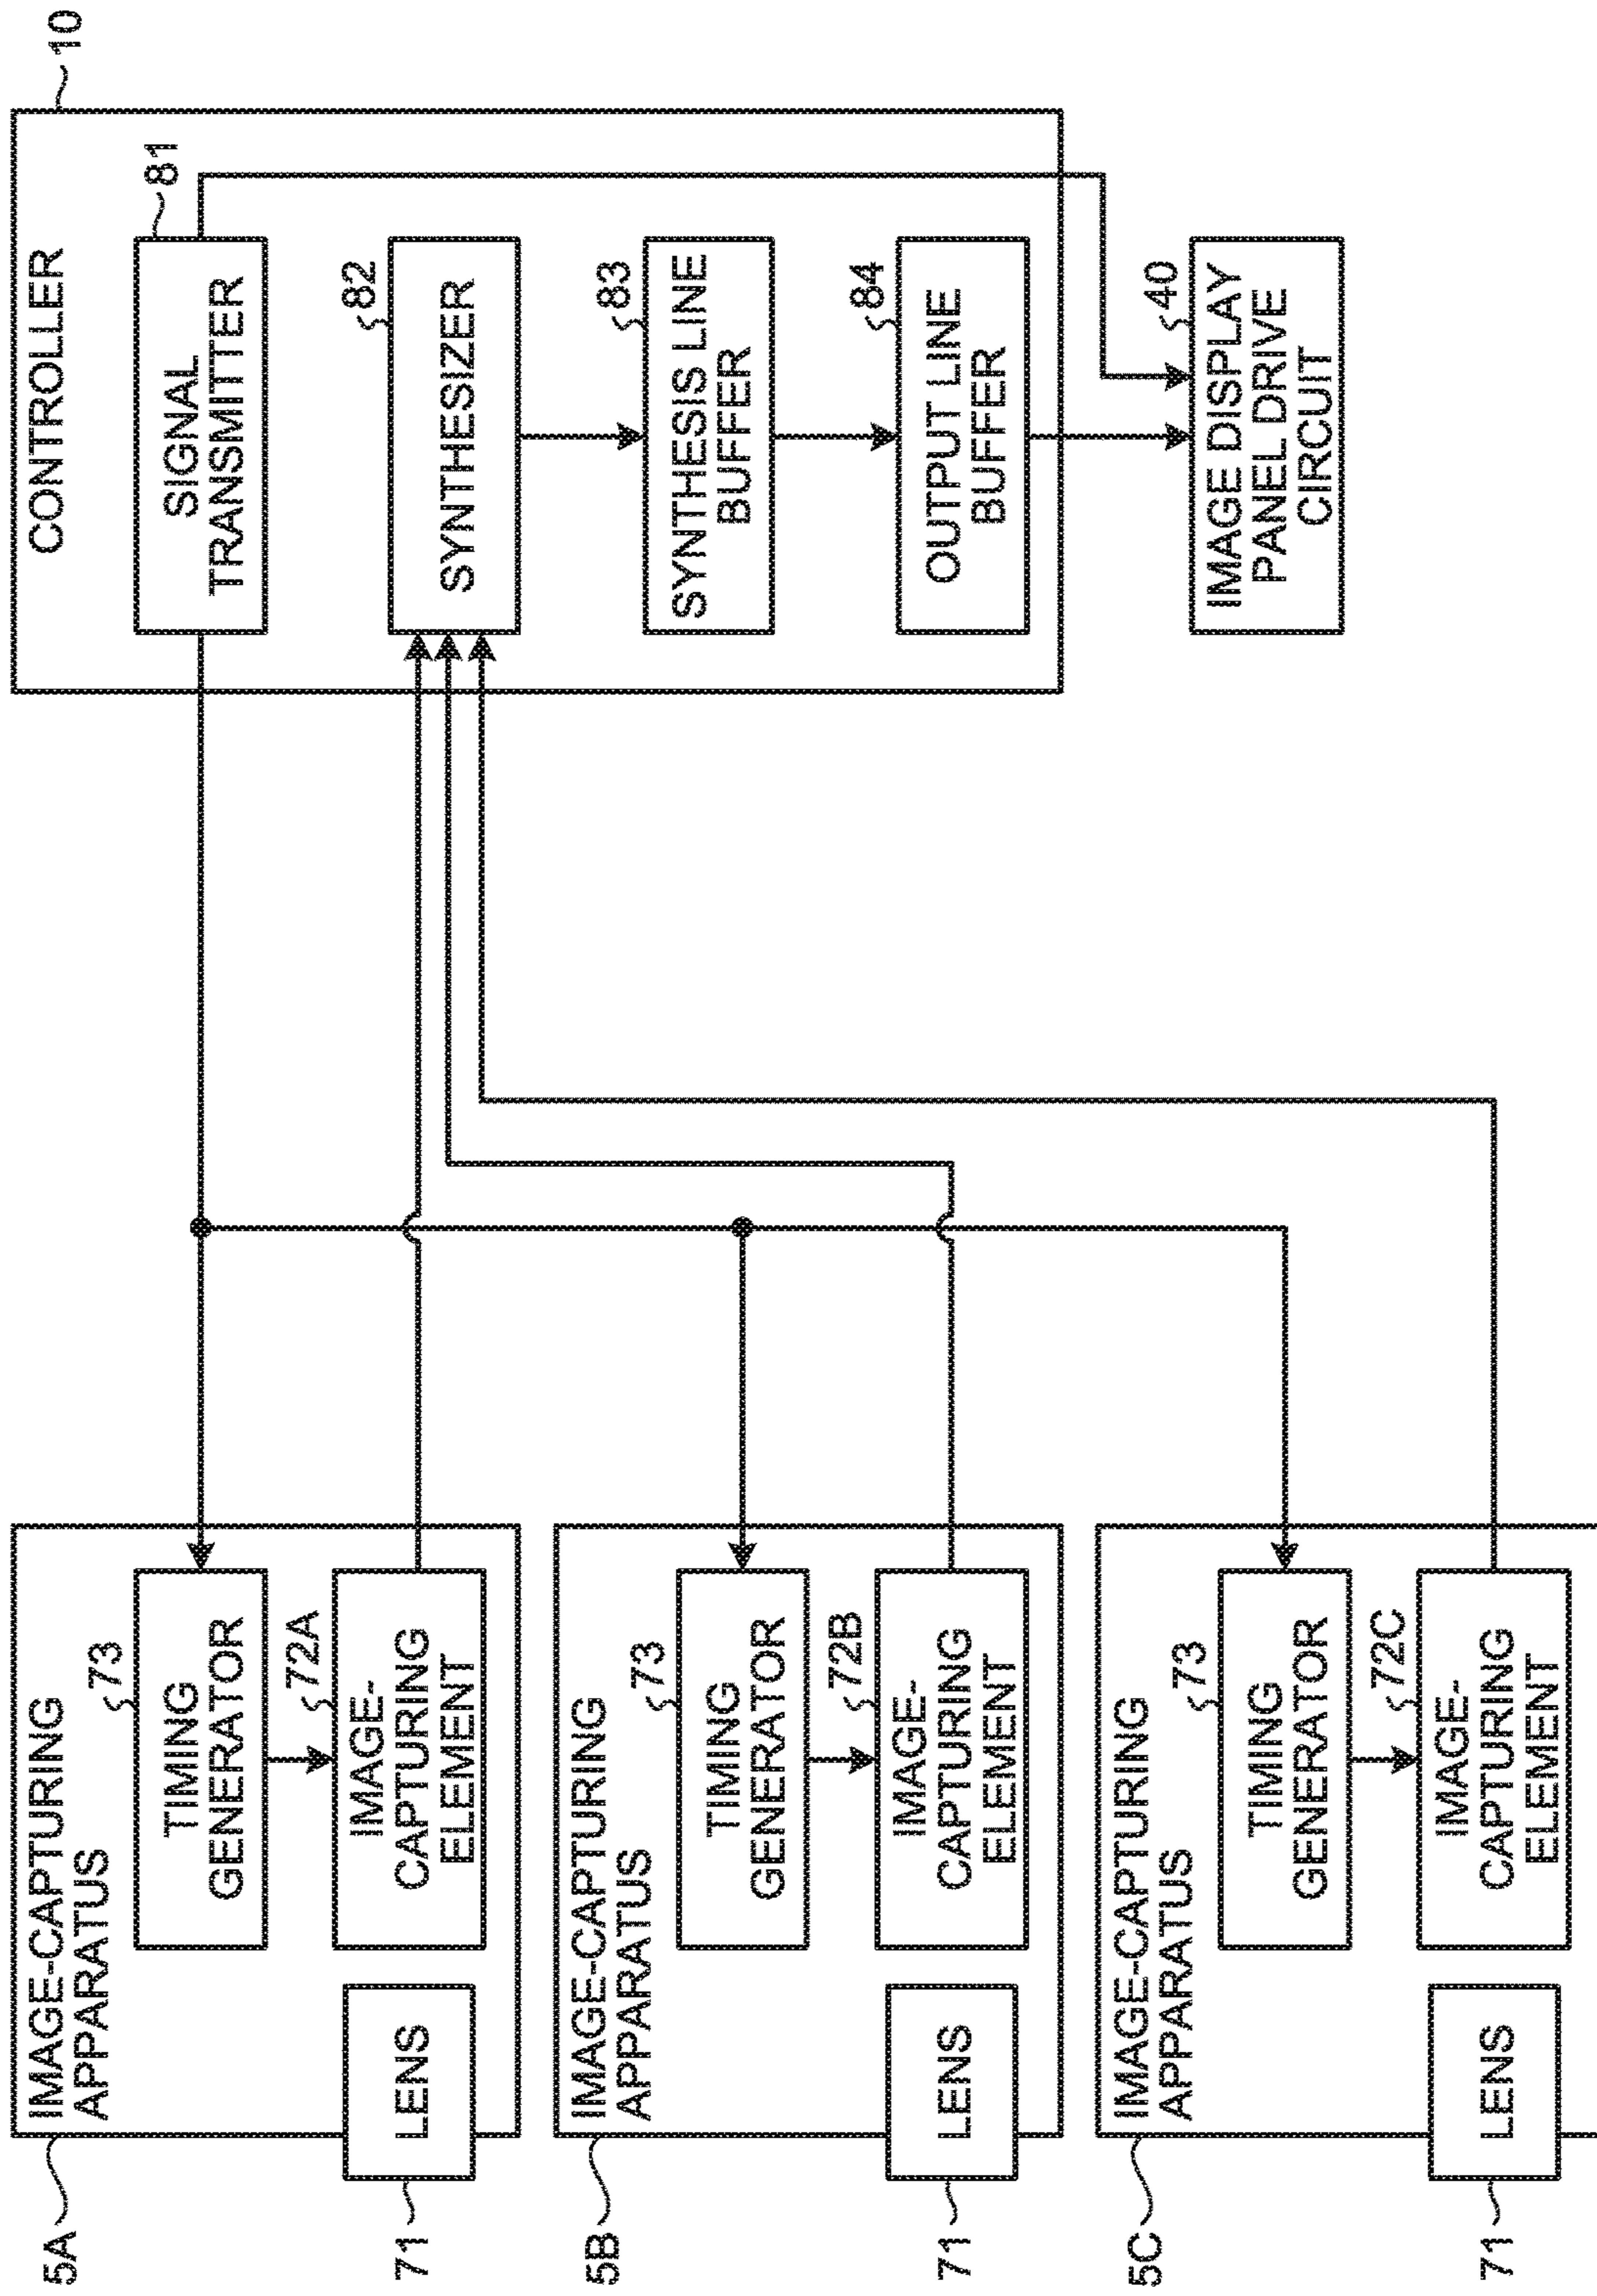 5A
IMAGE-CAPTURING
APPARATUS
73
TIMING
GENERATOR
72A
IMAGE-
CAPTURING
ELEMENT
LENS
71
5B
IMAGE-CAPTURING
APPARATUS
73
TIMING
GENERATOR
72B
IMAGE-
CAPTURING
ELEMENT
LENS
71
5C
IMAGE-CAPTURING
APPARATUS
73
TIMING
GENERATOR
72C
IMAGE-
CAPTURING
ELEMENT
LENS
71
10
CONTROLLER
81
SIGNAL
TRANSMITTER
82
SYNTHESIZER
83
SYNTHESIS LINE
BUFFER
84
OUTPUT LINE
BUFFER
40
IMAGE DISPLAY
PANEL DRIVE
CIRCUIT